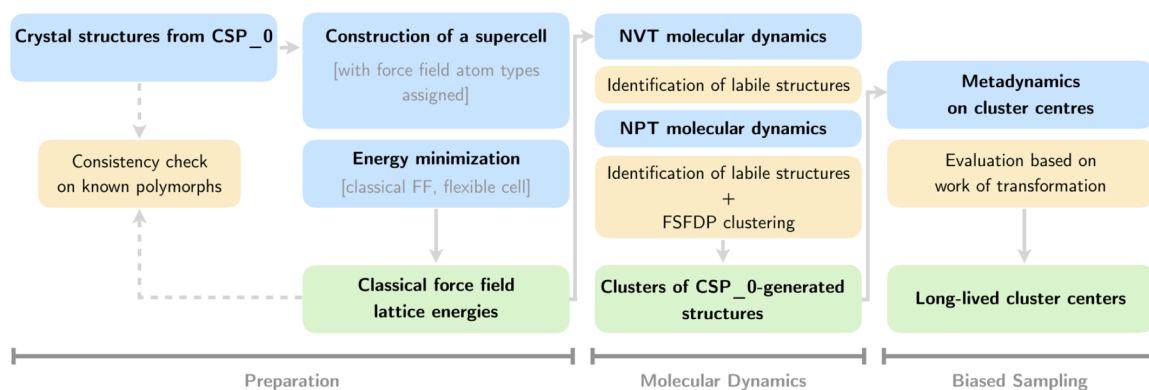 Crystal structures from CSP_0
Consistency check
on known polymorphs
Construction of a supercell
[with force field atom types
assigned]
Energy minimization
[classical FF, flexible cell]
Classical force field
lattice energies
NVT molecular dynamics
Identification of labile structures
NPT molecular dynamics
Identification of labile structures
+
FSFDP clustering
Clusters of CSP_0-generated
structures
Metadynamics
on cluster centres
Evaluation based on
work of transformation
Long-lived cluster centers
Preparation
Molecular Dynamics
Biased Sampling